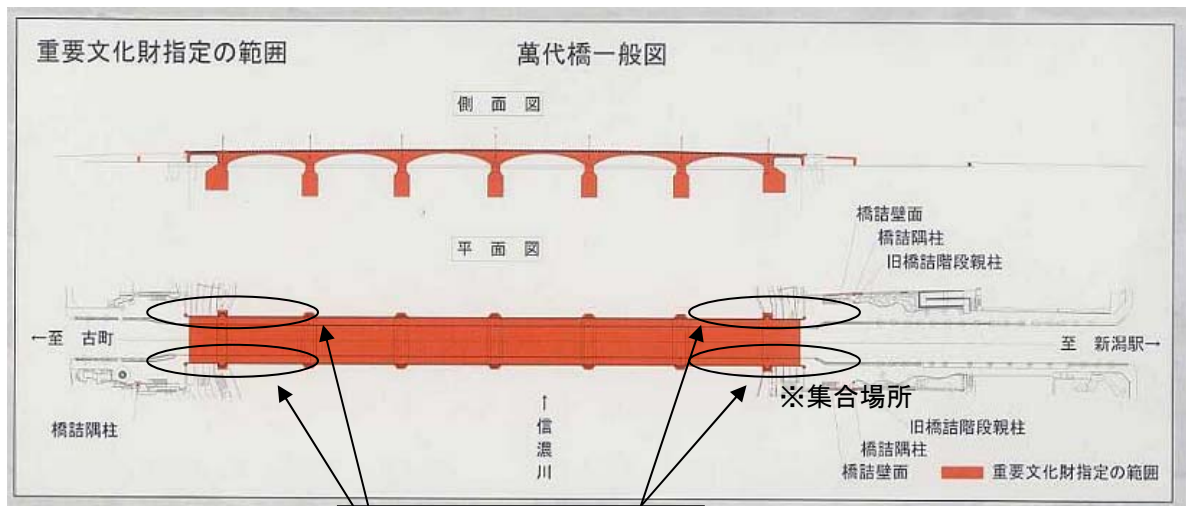 重要文化財指定の範囲
萬代橋一般図
側 面 図
平 面 図
橋詰壁面
橋詰隅柱
旧橋詰階段親柱
←至 古町
至 新潟駅→
※集合場所
橋詰隅柱
↑信濃川
旧橋詰階段親柱
橋詰隅柱
橋詰壁面
重要文化財指定の範囲